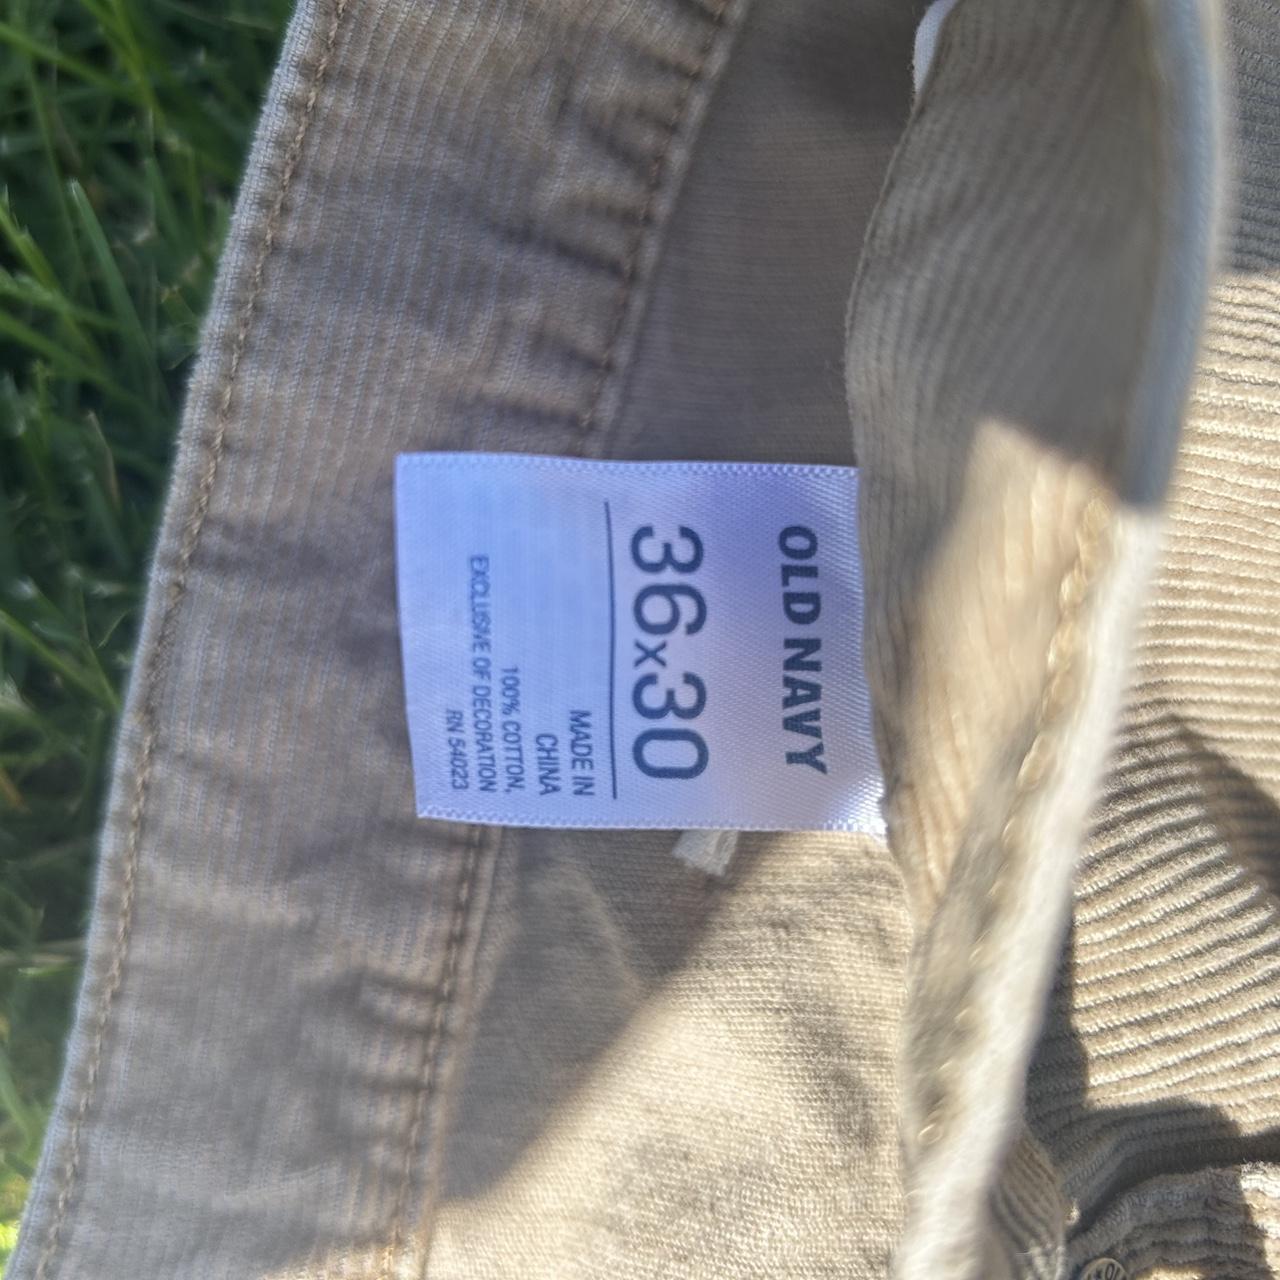 OLD NAVY
36x30
MADE IN
CHINA
100% COTTON,
EXCLUSIVE OF DECORATION
RN 54023